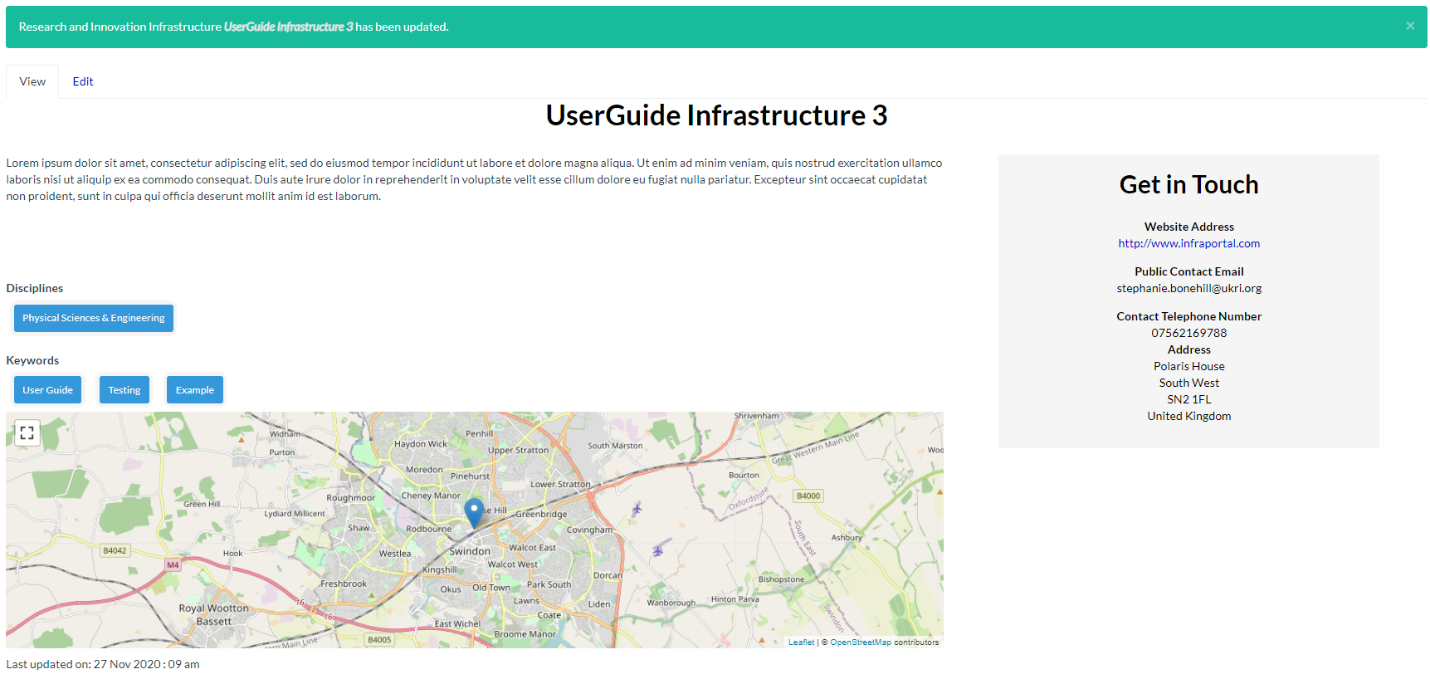 Research and Innovation Infrastructure UserGuide Infrastructure 3 has been updated.
×
View
Edit
UserGuide Infrastructure 3
Lorem ipsum dolor sit amet, consectetur adipiscing elit, sed do eiusmod tempor incididunt ut labore et dolore magna aliqua. Ut enim ad minim veniam, quis nostrud exercitation ullamco
laboris nisi ut aliquip ex ea commodo consequat. Duis aute irure dolor in reprehenderit in voluptate velit esse cillum dolore eu fugiat nulla pariatur. Excepteur sint occaecat cupidatat
non proident, sunt in culpa qui officia deserunt mollit anim id est laborum.
Disciplines
Physical Sciences & Engineering
Keywords
User Guide
Testing
Example
Shrivenham
Widham
Penhill
Haydon Wick
South Marston
Great Western Main Line
Purton
Upper Stratton
Woo
Moredon
Pinehurst
Bourton
Lower Stratton
Roughmoor
Cheney Manor
Oxfordshire
B4000
Green Hill
Lydiard Millicent
se Hill
Greenbridge
Shaw
Rodbourne
Covingham
South East
Ashbury
B4042
Hook
Westlea
Swindon
Walcot East
M4
Kingshill
Walcot West
Freshbrook
Okus
Old Town
Park South
Dorcan
Bishopstone
16
16
Lawns
Liden
Wanborough
Hinton Parva
Royal Wootton
Bassett
Coate
Swindon
East Wichel
Broome Manor
B4005
Western Main Line
Leaflet | © OpenStreetMap contributors
Last updated on: 27 Nov 2020 : 09 am
Get in Touch
Website Address
http://www.infraportal.com
Public Contact Email
stephanie.bonehill@ukri.org
Contact Telephone Number
07562169788
Address
Polaris House
South West
SN2 1FL
United Kingdom